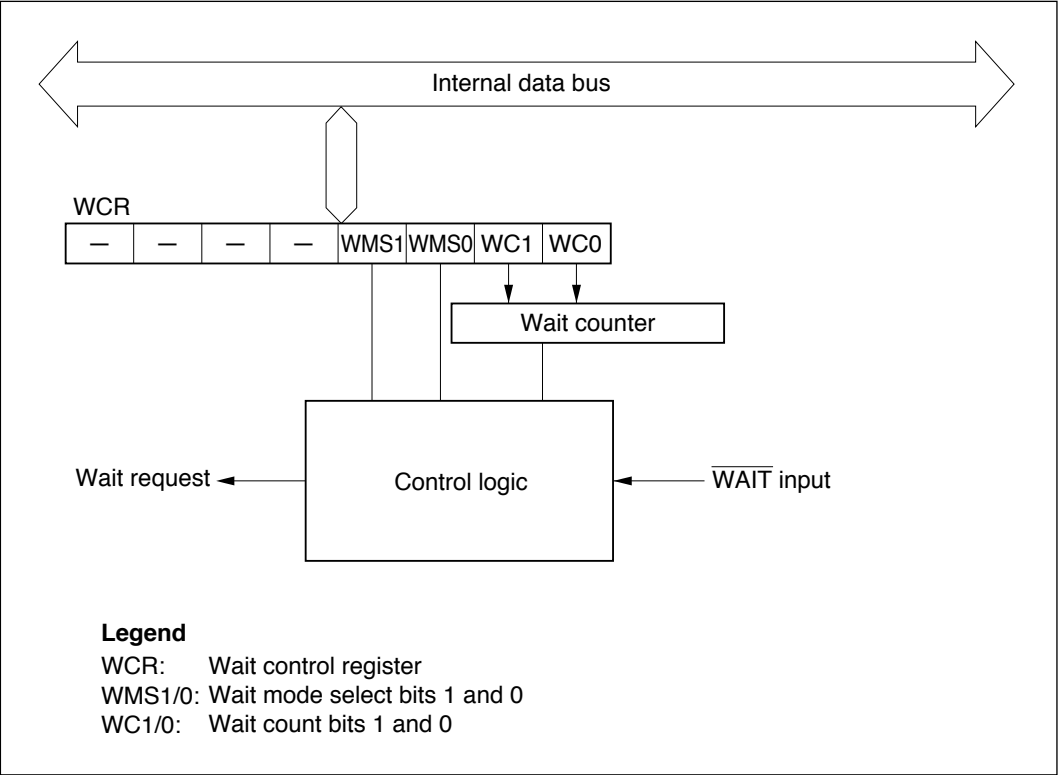 Internal data bus
WCR
— — — — WMS1 WMS0 WC1 WC0
Wait counter
Wait request Control logic WAIT input
Legend
WCR: Wait control register
WMS1/0: Wait mode select bits 1 and 0
WC1/0: Wait count bits 1 and 0